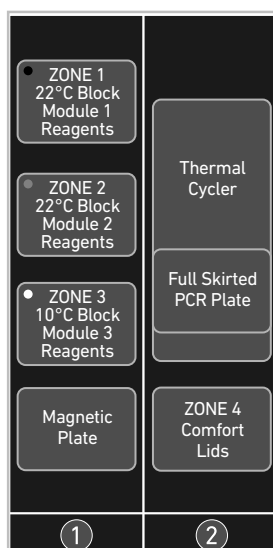 ZONE 1
22°C Block
Module 1
Reagents
ZONE 2
22°C Block
Module 2
Reagents
ZONE 3
10°C Block
Module 3
Reagents
Magnetic
Plate
1
Thermal
Cycler
Full Skirted
PCR Plate
ZONE 4
Comfort
Lids
2